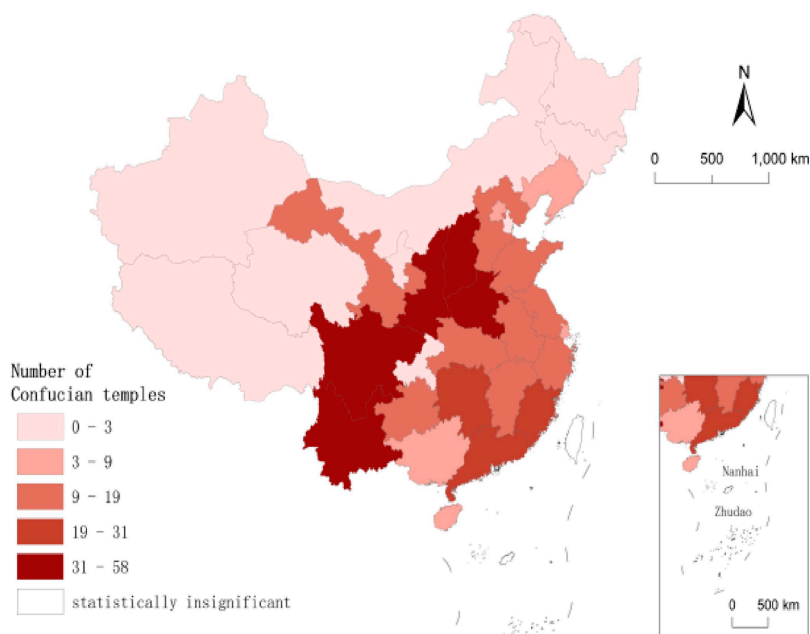 N
0 500 1,000 km
Number of
Confucian temples
0 - 3
3 - 9
9 - 19
19 - 31
31 - 58
statistically insignificant
Nanhai
Zhudao
0 500 km